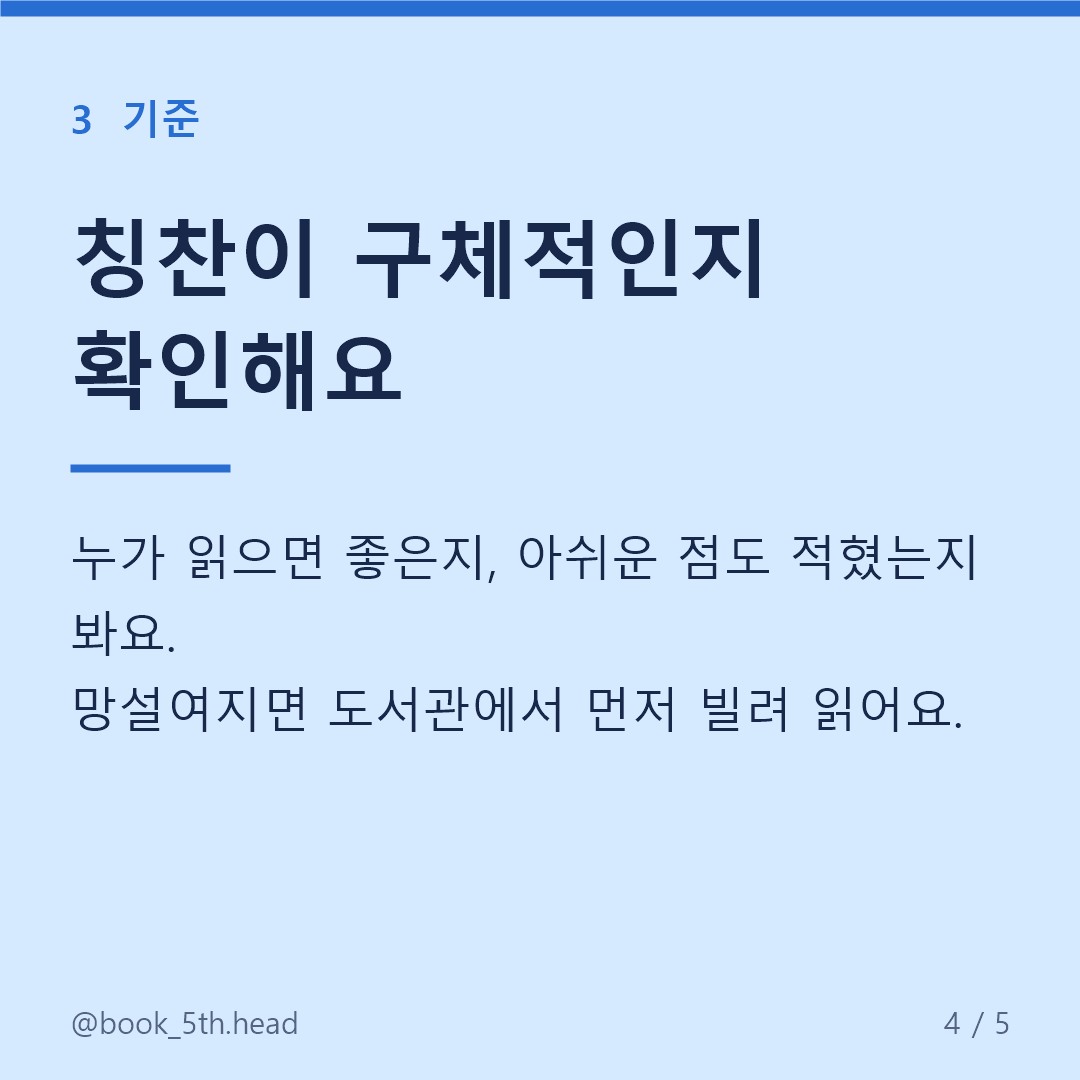 3 기준
칭찬이 구체적인지
확인해요
누가 읽으면 좋은지, 아쉬운 점도 적혔는지
봐요.
망설여지면 도서관에서 먼저 빌려 읽어요.
@book_5th.head
4 / 5